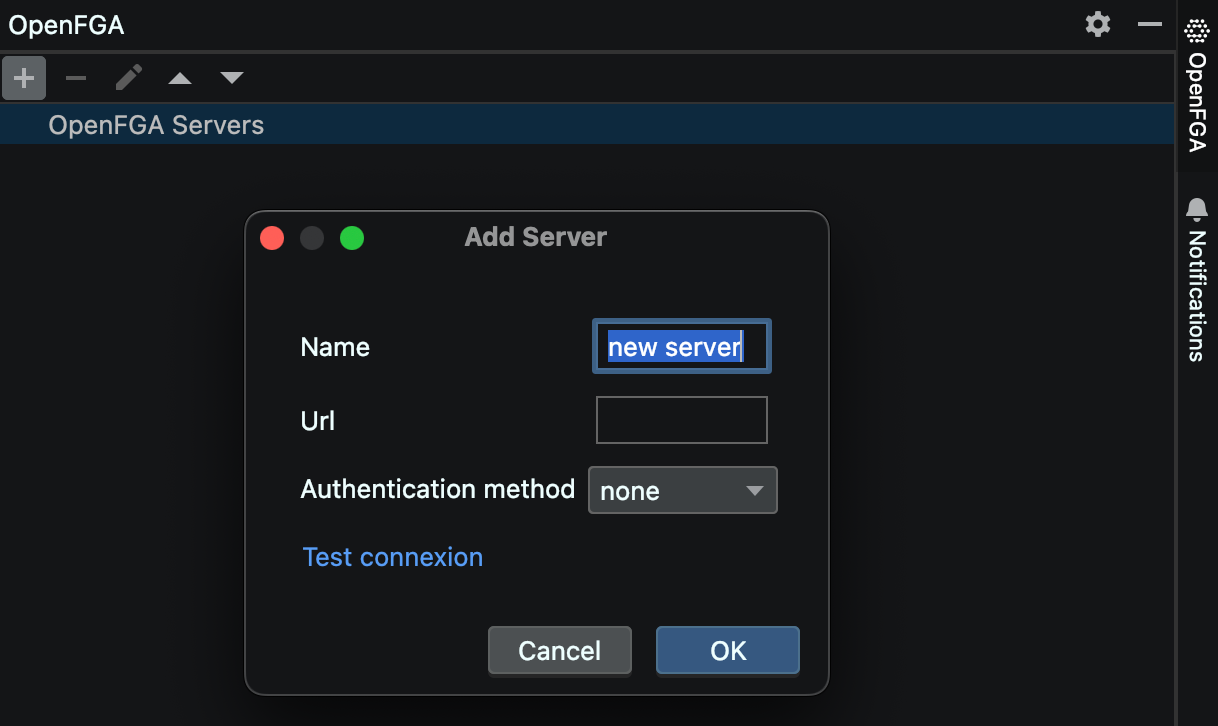 OpenFGA
OpenFGA Servers
Add Server
Name
new server
Url
Authentication method
none
Test connexion
Cancel
OK
OpenFGA
Notifications